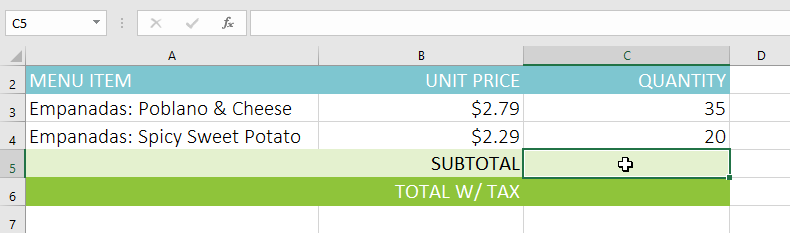 C5 fx
A B C D
2 MENU ITEM UNIT PRICE QUANTITY
3 Empanadas: Poblano & Cheese $2.79 35
4 Empanadas: Spicy Sweet Potato $2.29 20
5 SUBTOTAL
6 TOTAL W/ TAX
7